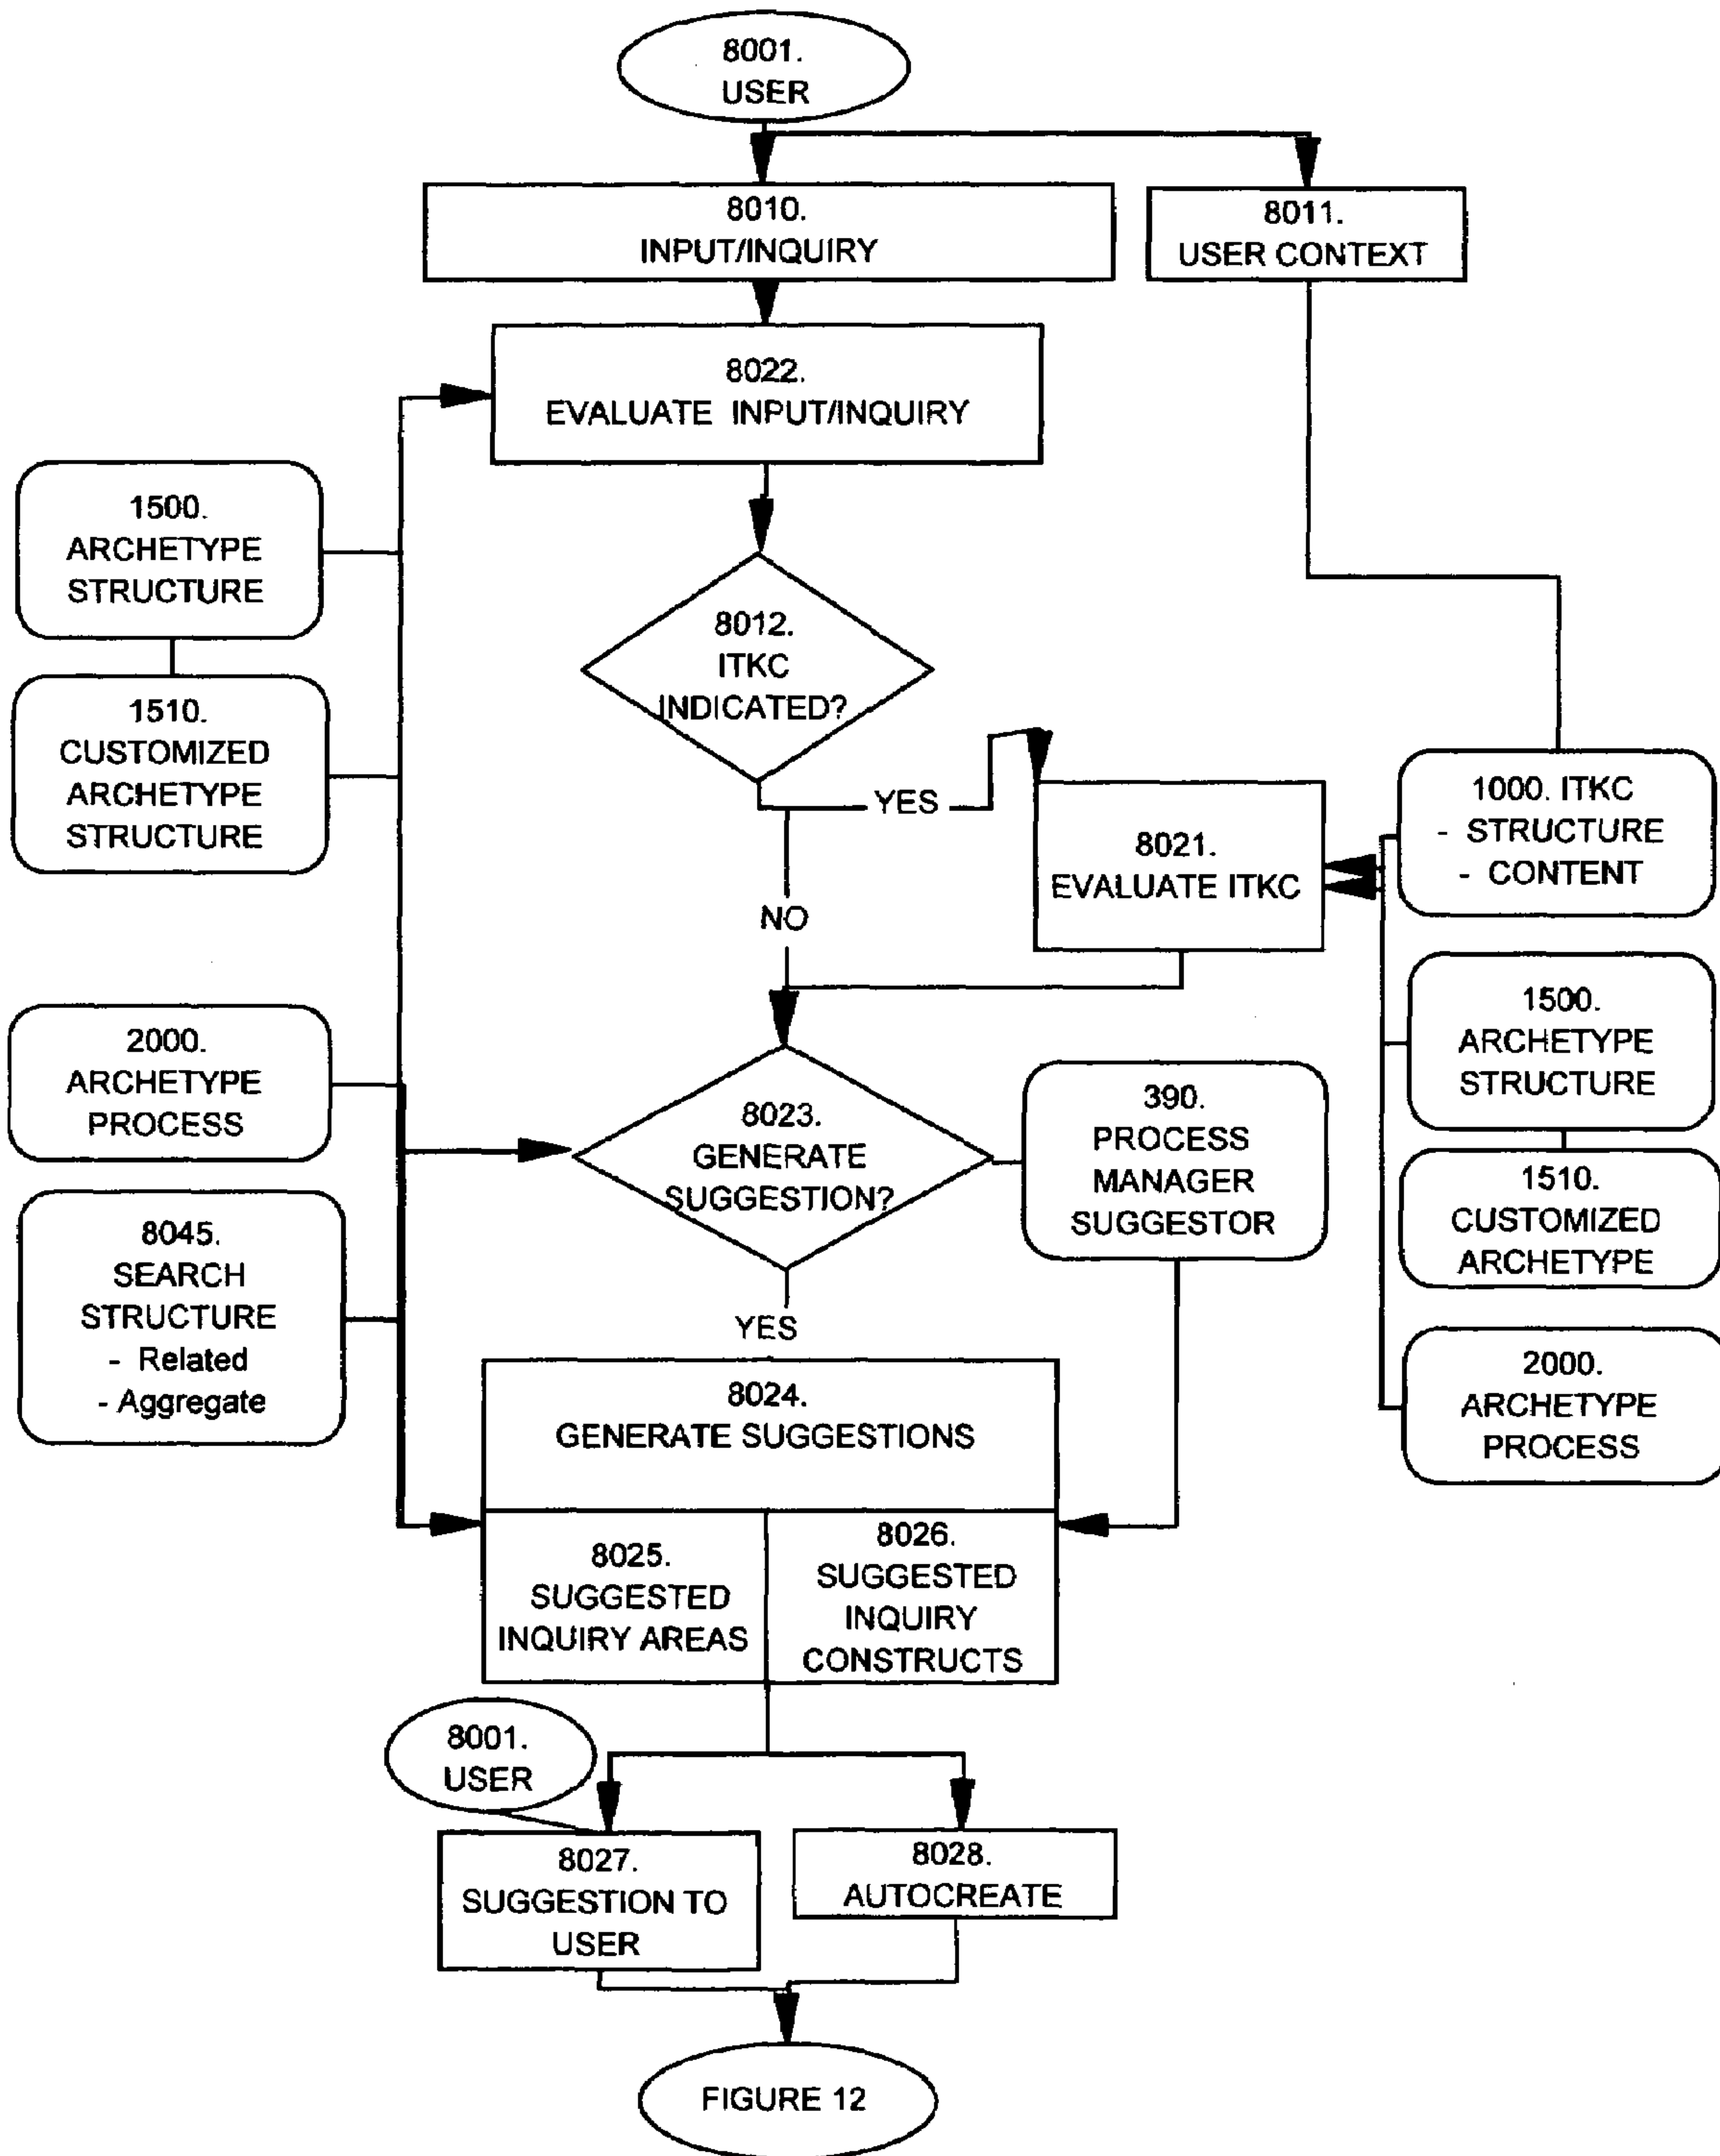 8001.
USER
8010.
INPUT/INQUIRY
8011.
USER CONTEXT
8022.
EVALUATE INPUT/INQUIRY
1500.
ARCHETYPE
STRUCTURE
8012.
ITKC
INDICATED?
1510.
CUSTOMIZED
ARCHETYPE
STRUCTURE
YES
NO
8021.
EVALUATE ITKC
1000. ITKC
- STRUCTURE
- CONTENT
1500.
ARCHETYPE
STRUCTURE
2000.
ARCHETYPE
PROCESS
8023.
GENERATE
SUGGESTION?
390.
PROCESS
MANAGER
SUGGESTOR
1510.
CUSTOMIZED
ARCHETYPE
8045.
SEARCH
STRUCTURE
- Related
- Aggregate
YES
2000.
ARCHETYPE
PROCESS
8024.
GENERATE SUGGESTIONS
8025.
SUGGESTED
INQUIRY AREAS
8026.
SUGGESTED
INQUIRY
CONSTRUCTS
8001.
USER
8027.
SUGGESTION TO
USER
8028.
AUTOCREATE
FIGURE 12